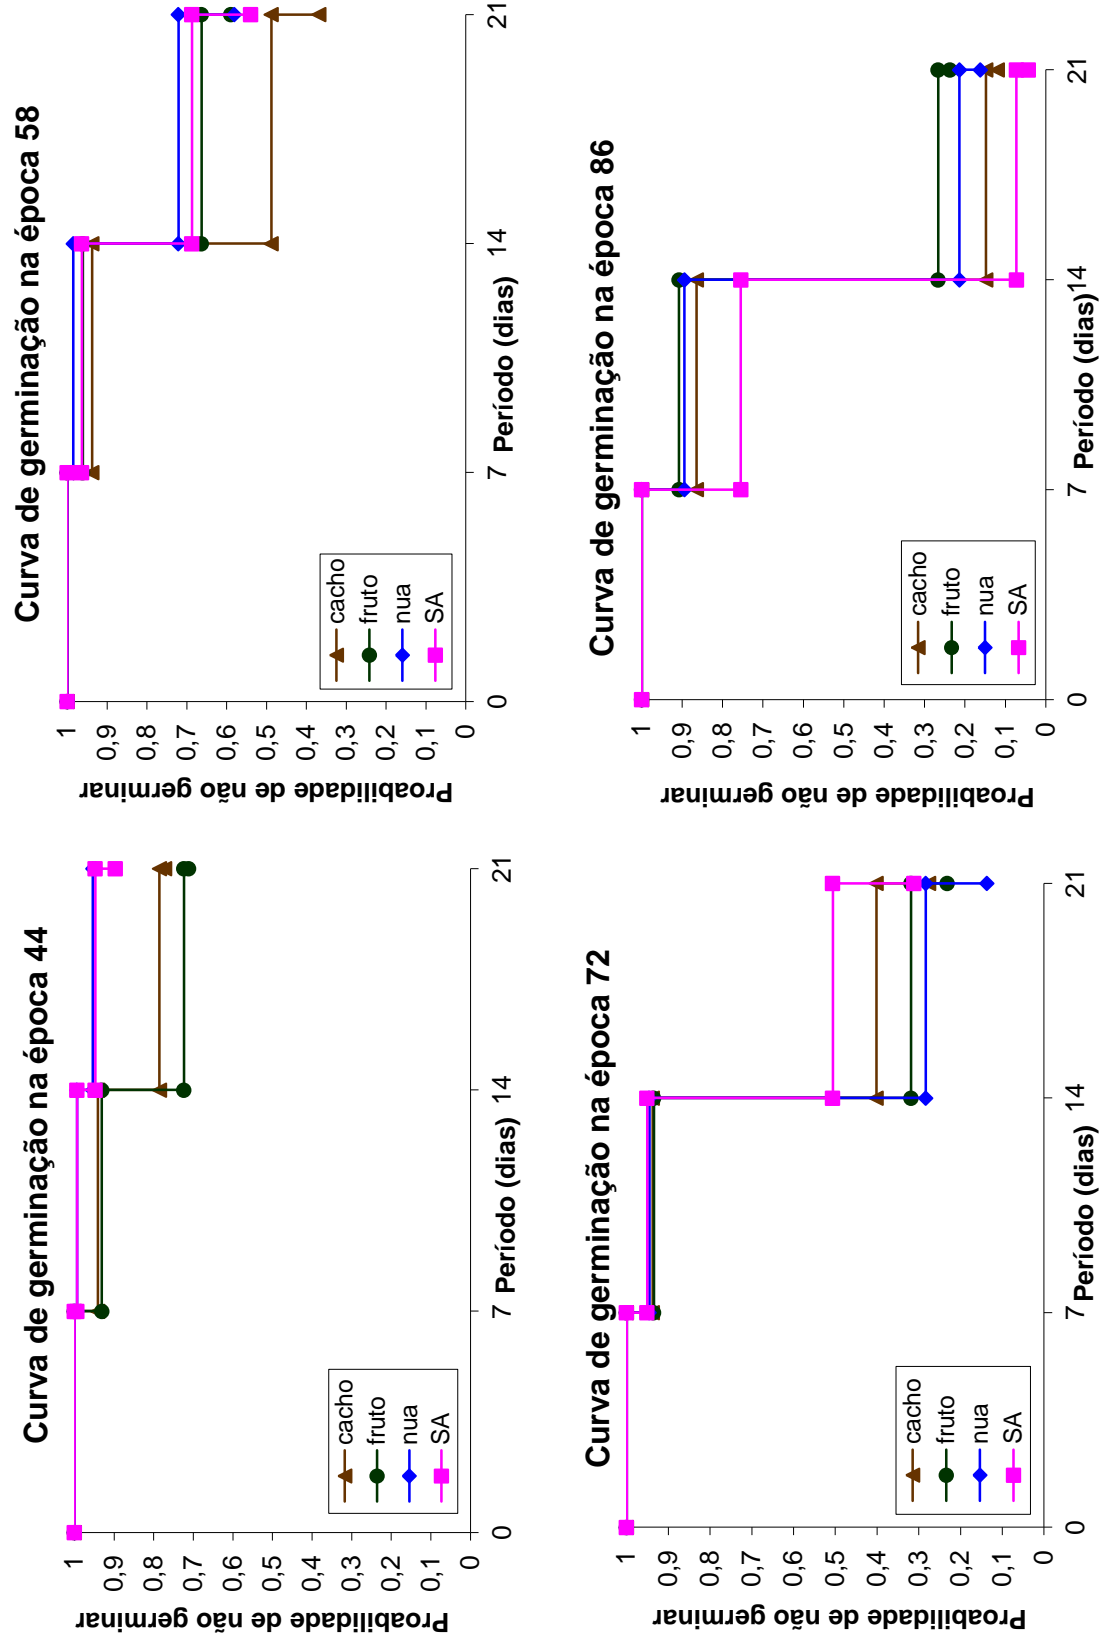 Curva de germinação na época 44
Proabilidade de não germinar
1
0,9
0,8
0,7
0,6
0,5
0,4
0,3
0,2
0,1
0
cacho
fruto
nua
SA
0
7
14
21
Período (dias)
Curva de germinação na época 58
Proabilidade de não germinar
1
0,9
0,8
0,7
0,6
0,5
0,4
0,3
0,2
0,1
0
cacho
fruto
nua
SA
0
7
14
21
Período (dias)
Curva de germinação na época 72
Proabilidade de não germinar
1
0,9
0,8
0,7
0,6
0,5
0,4
0,3
0,2
0,1
0
cacho
fruto
nua
SA
0
7
14
21
Período (dias)
Curva de germinação na época 86
Proabilidade de não germinar
1
0,9
0,8
0,7
0,6
0,5
0,4
0,3
0,2
0,1
0
cacho
fruto
nua
SA
0
7
14
21
Período (dias)